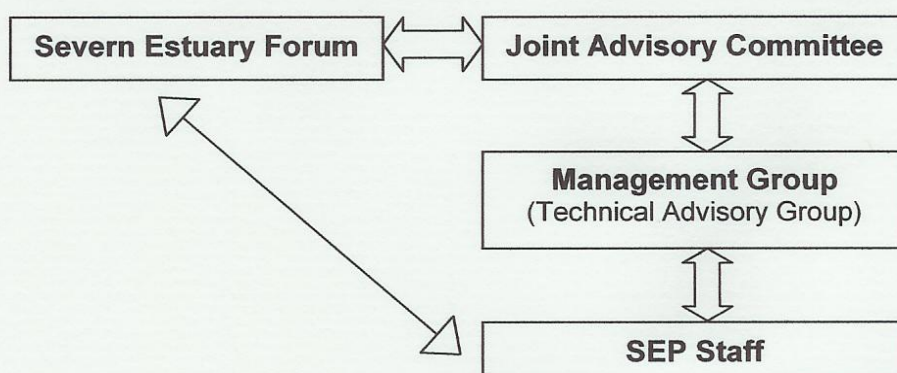 Severn Estuary Forum
Joint Advisory Committee
Management Group
(Technical Advisory Group)
SEP Staff